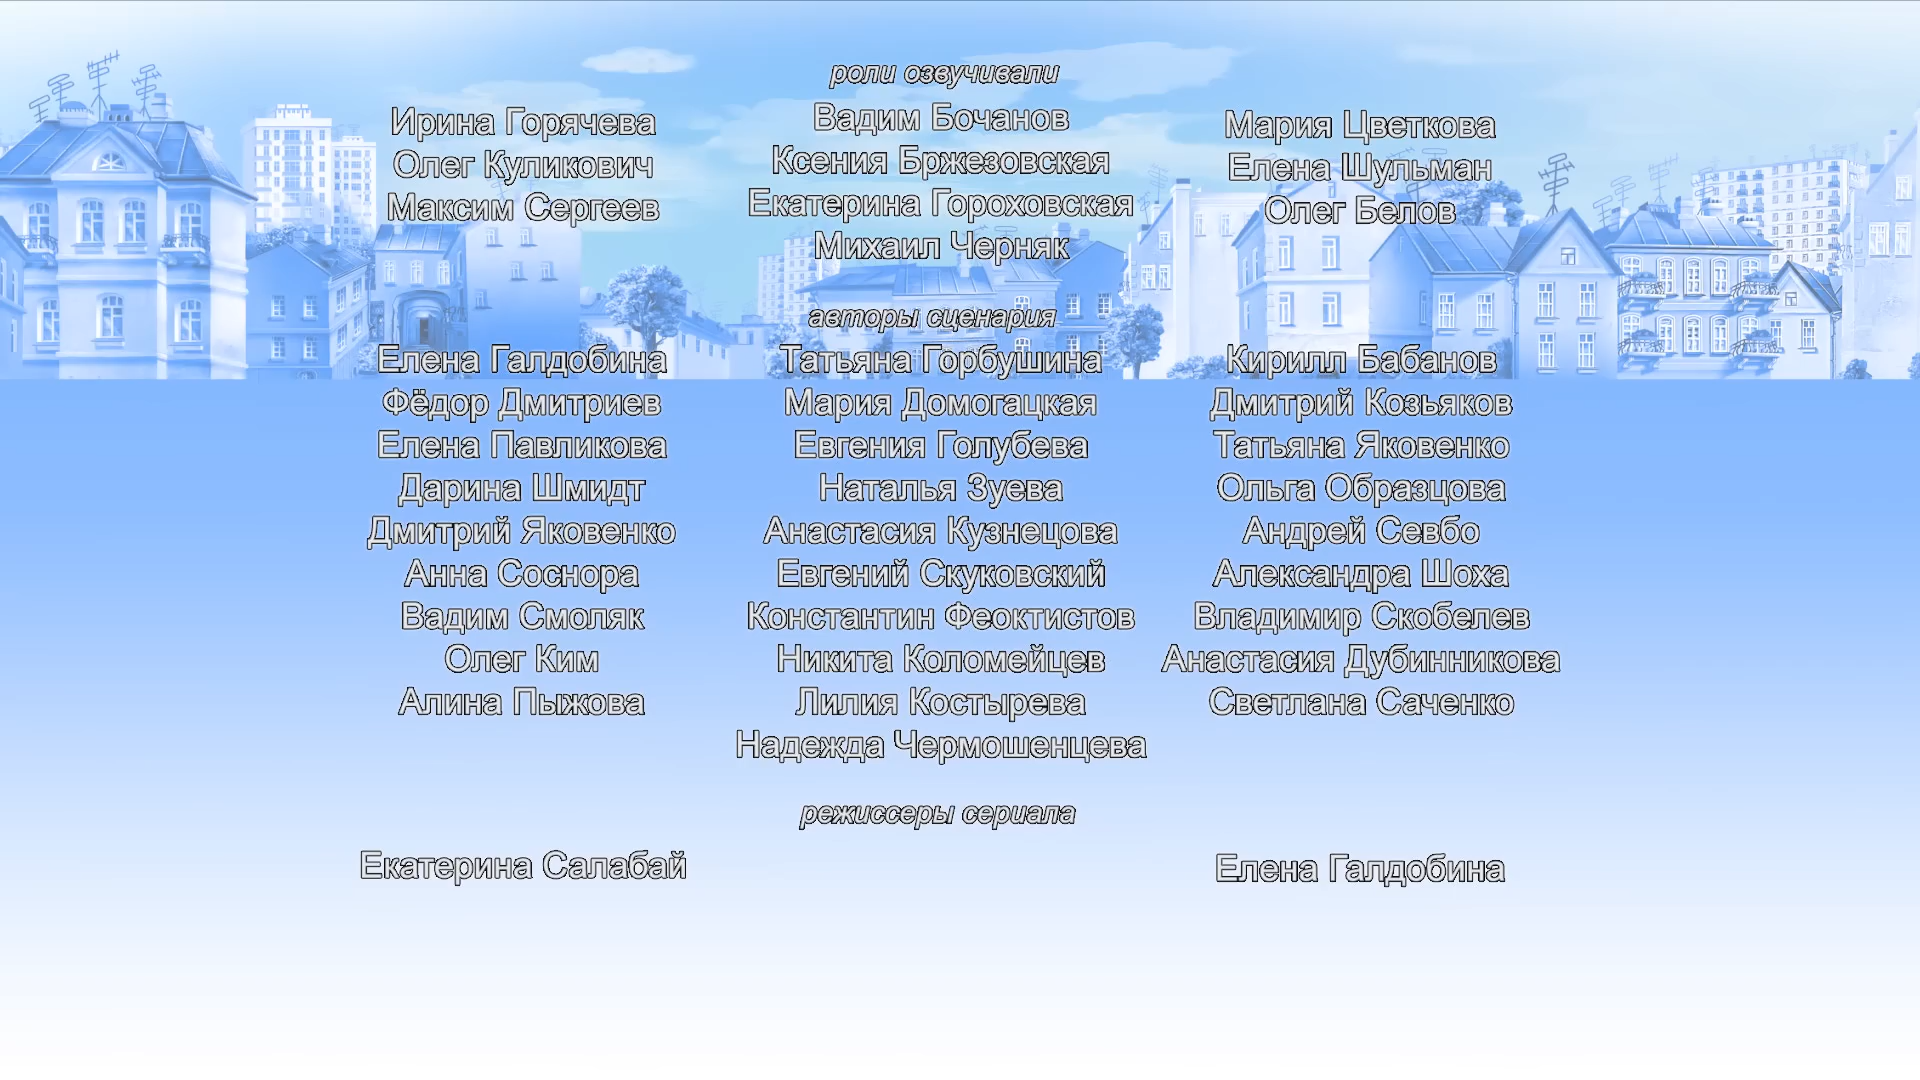 роли озвучивали
Ирина Горячева
Олег Куликович
Максим Сергеев
Вадим Бочанов
Ксения Бржезовская
Екатерина Гороховская
Михаил Черняк
Мария Цветкова
Елена Шульман
Олег Белов
авторы сценария
Елена Галдобина
Фёдор Дмитриев
Елена Павликова
Дарина Шмидт
Дмитрий Яковенко
Анна Соснора
Вадим Смоляк
Олег Ким
Алина Пыжова
Татьяна Горбушина
Мария Домогацкая
Евгения Голубева
Наталья Зуева
Анастасия Кузнецова
Евгений Скуковский
Константин Феоктистов
Никита Коломейцев
Лилия Костырева
Надежда Чермошенцева
Кирилл Бабанов
Дмитрий Козьяков
Татьяна Яковенко
Ольга Образцова
Андрей Севбо
Александра Шоха
Владимир Скобелев
Анастасия Дубинникова
Светлана Саченко
режиссеры сериала
Екатерина Салабай
Елена Галдобина